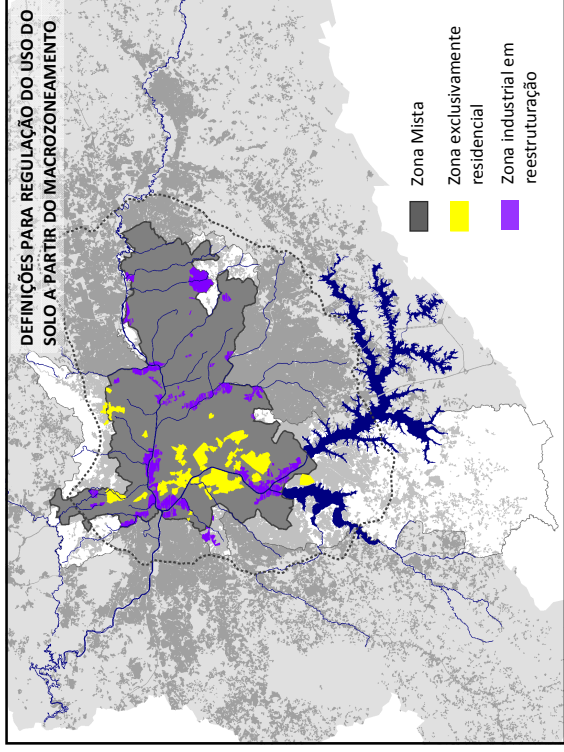 DEFINIÇÕES PARA REGULAÇÃO DO USO DO
SOLO A PARTIR DO MACROZONEAMENTO
Zona Mista
Zona exclusivamente
residencial
Zona industrial em
reestruturação